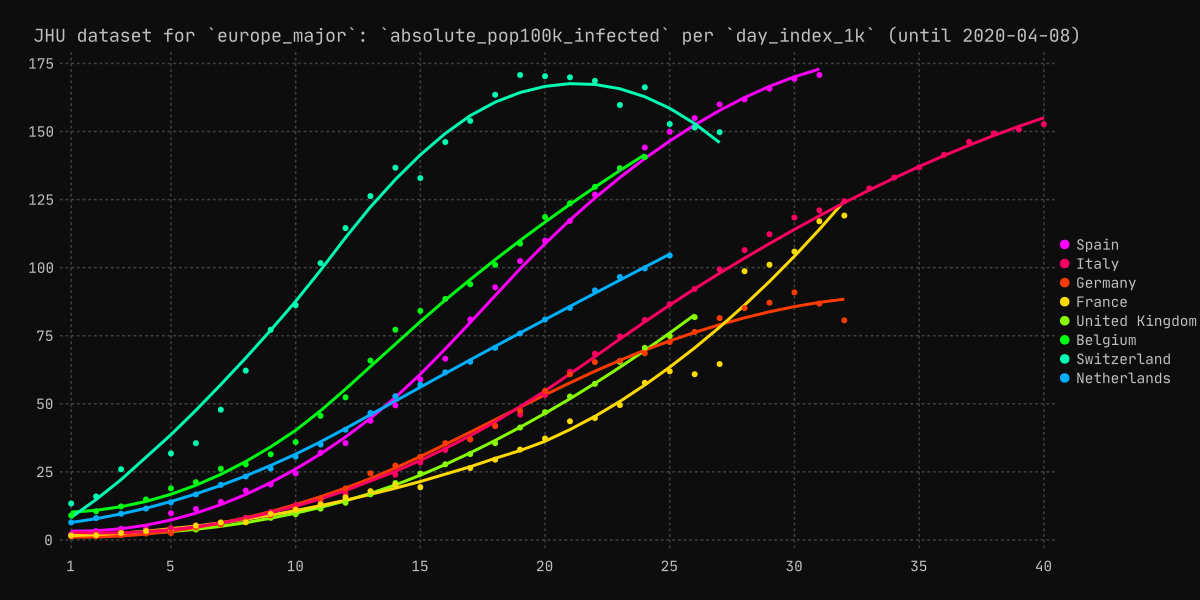 JHU dataset for `europe_major`: `absolute_pop100k_infected` per `day_index_1k` (until 2020-04-08)
175
150
125
100
75
50
25
0
1 5 10 15 20 25 30 35 40
Spain
Italy
Germany
France
United Kingdom
Belgium
Switzerland
Netherlands